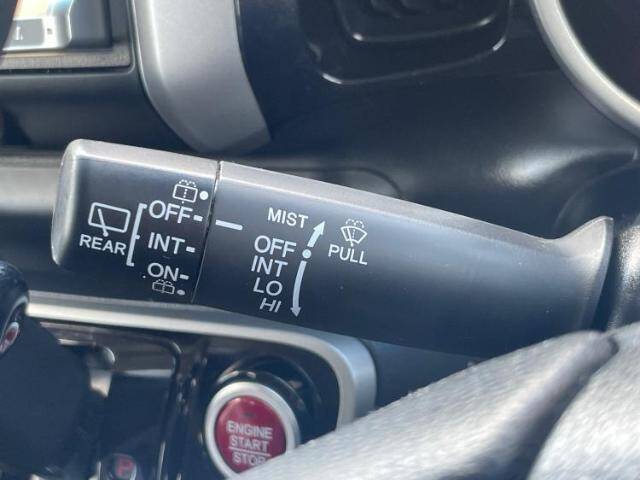 REAR
OFF
INT
ON
MIST
OFF
INT
LO
HI
PULL
ENGINE
START
STOP
P
L